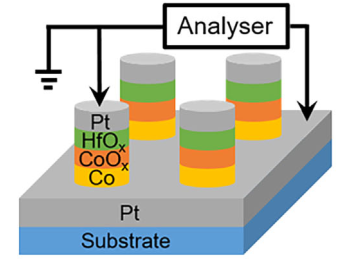 Analyser
Pt
HfOₓ
CoOₓ
Co
Pt
Substrate